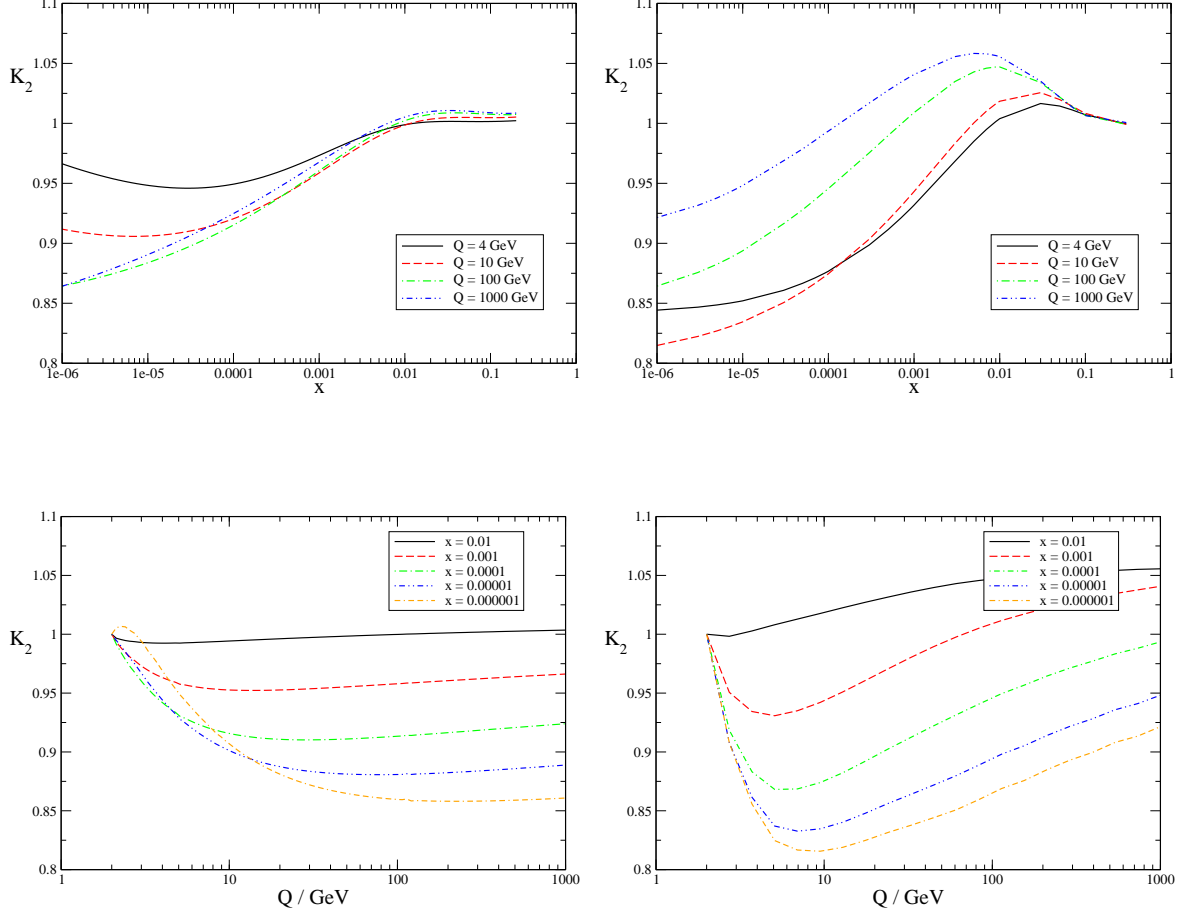 1.1
1.05
K2
1
0.95
0.9
0.85
0.8
1e-06 1e-05 0.0001 0.001 0.01 0.1 1
x
Q = 4 GeV
Q = 10 GeV
Q = 100 GeV
Q = 1000 GeV
1.1
1.05
K2
1
0.95
0.9
0.85
0.8
1e-06 1e-05 0.0001 0.001 0.01 0.1 1
x
Q = 4 GeV
Q = 10 GeV
Q = 100 GeV
Q = 1000 GeV
1.1
1.05
K2
1
0.95
0.9
0.85
0.8
1 10 100 1000
Q / GeV
x = 0.01
x = 0.001
x = 0.0001
x = 0.00001
x = 0.000001
1.1
1.05
K2
1
0.95
0.9
0.85
0.8
1 10 100 1000
Q / GeV
x = 0.01
x = 0.001
x = 0.0001
x = 0.00001
x = 0.000001